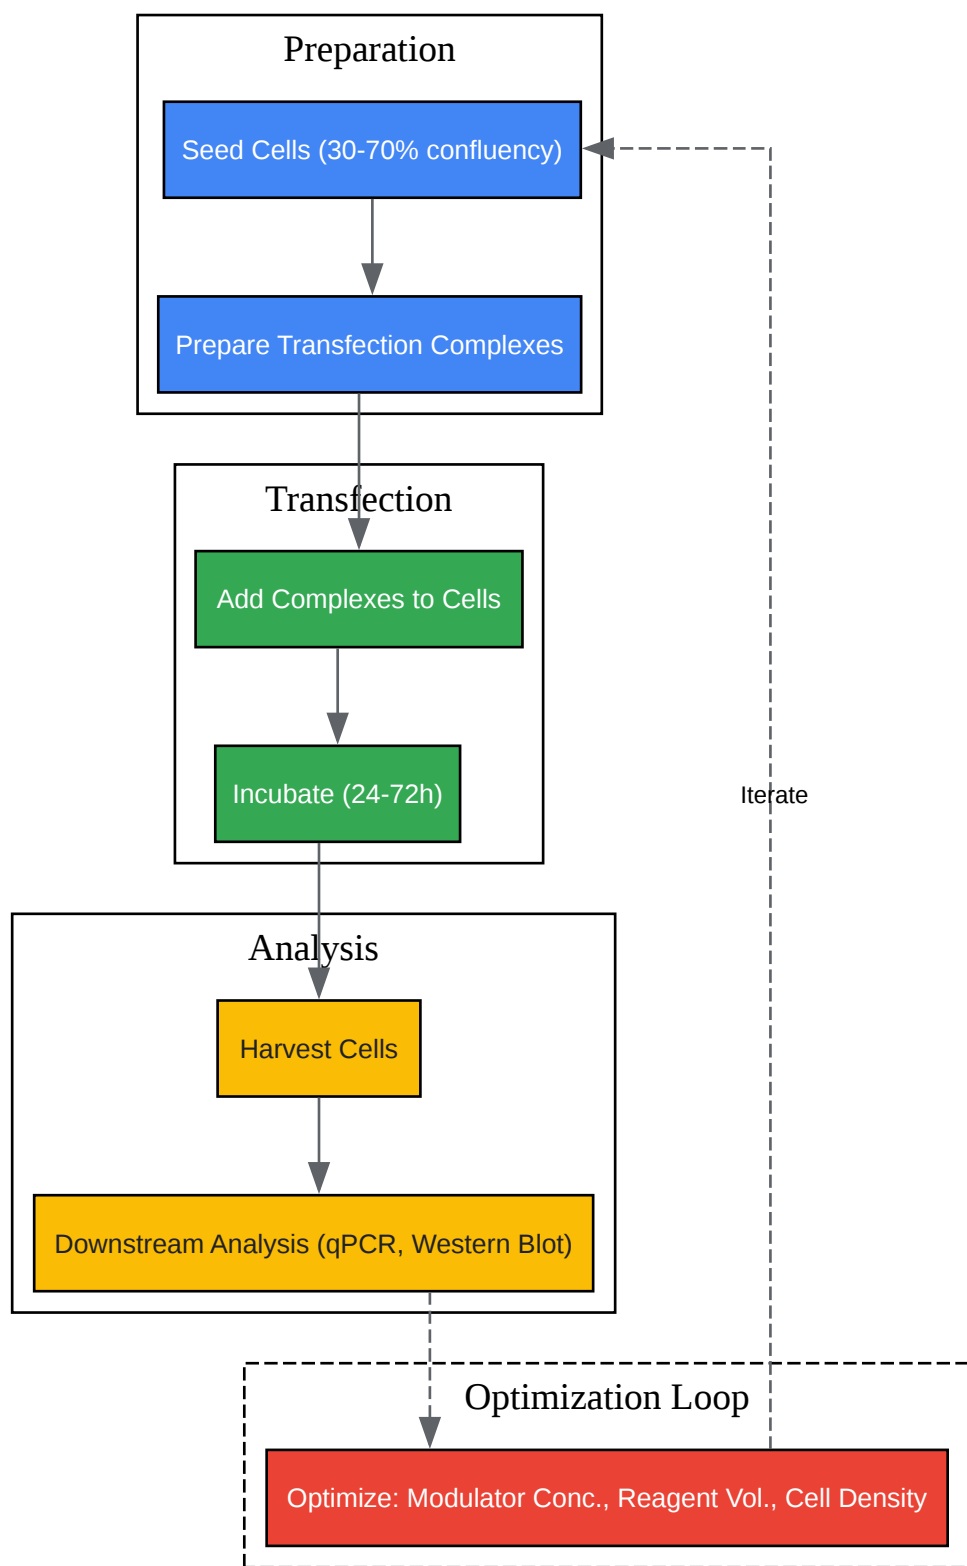 Preparation
Seed Cells (30-70% confluency)
Prepare Transfection Complexes
Transfection
Add Complexes to Cells
Incubate (24-72h)
Iterate
Analysis
Harvest Cells
Downstream Analysis (qPCR, Western Blot)
Optimization Loop
Optimize: Modulator Conc., Reagent Vol., Cell Density